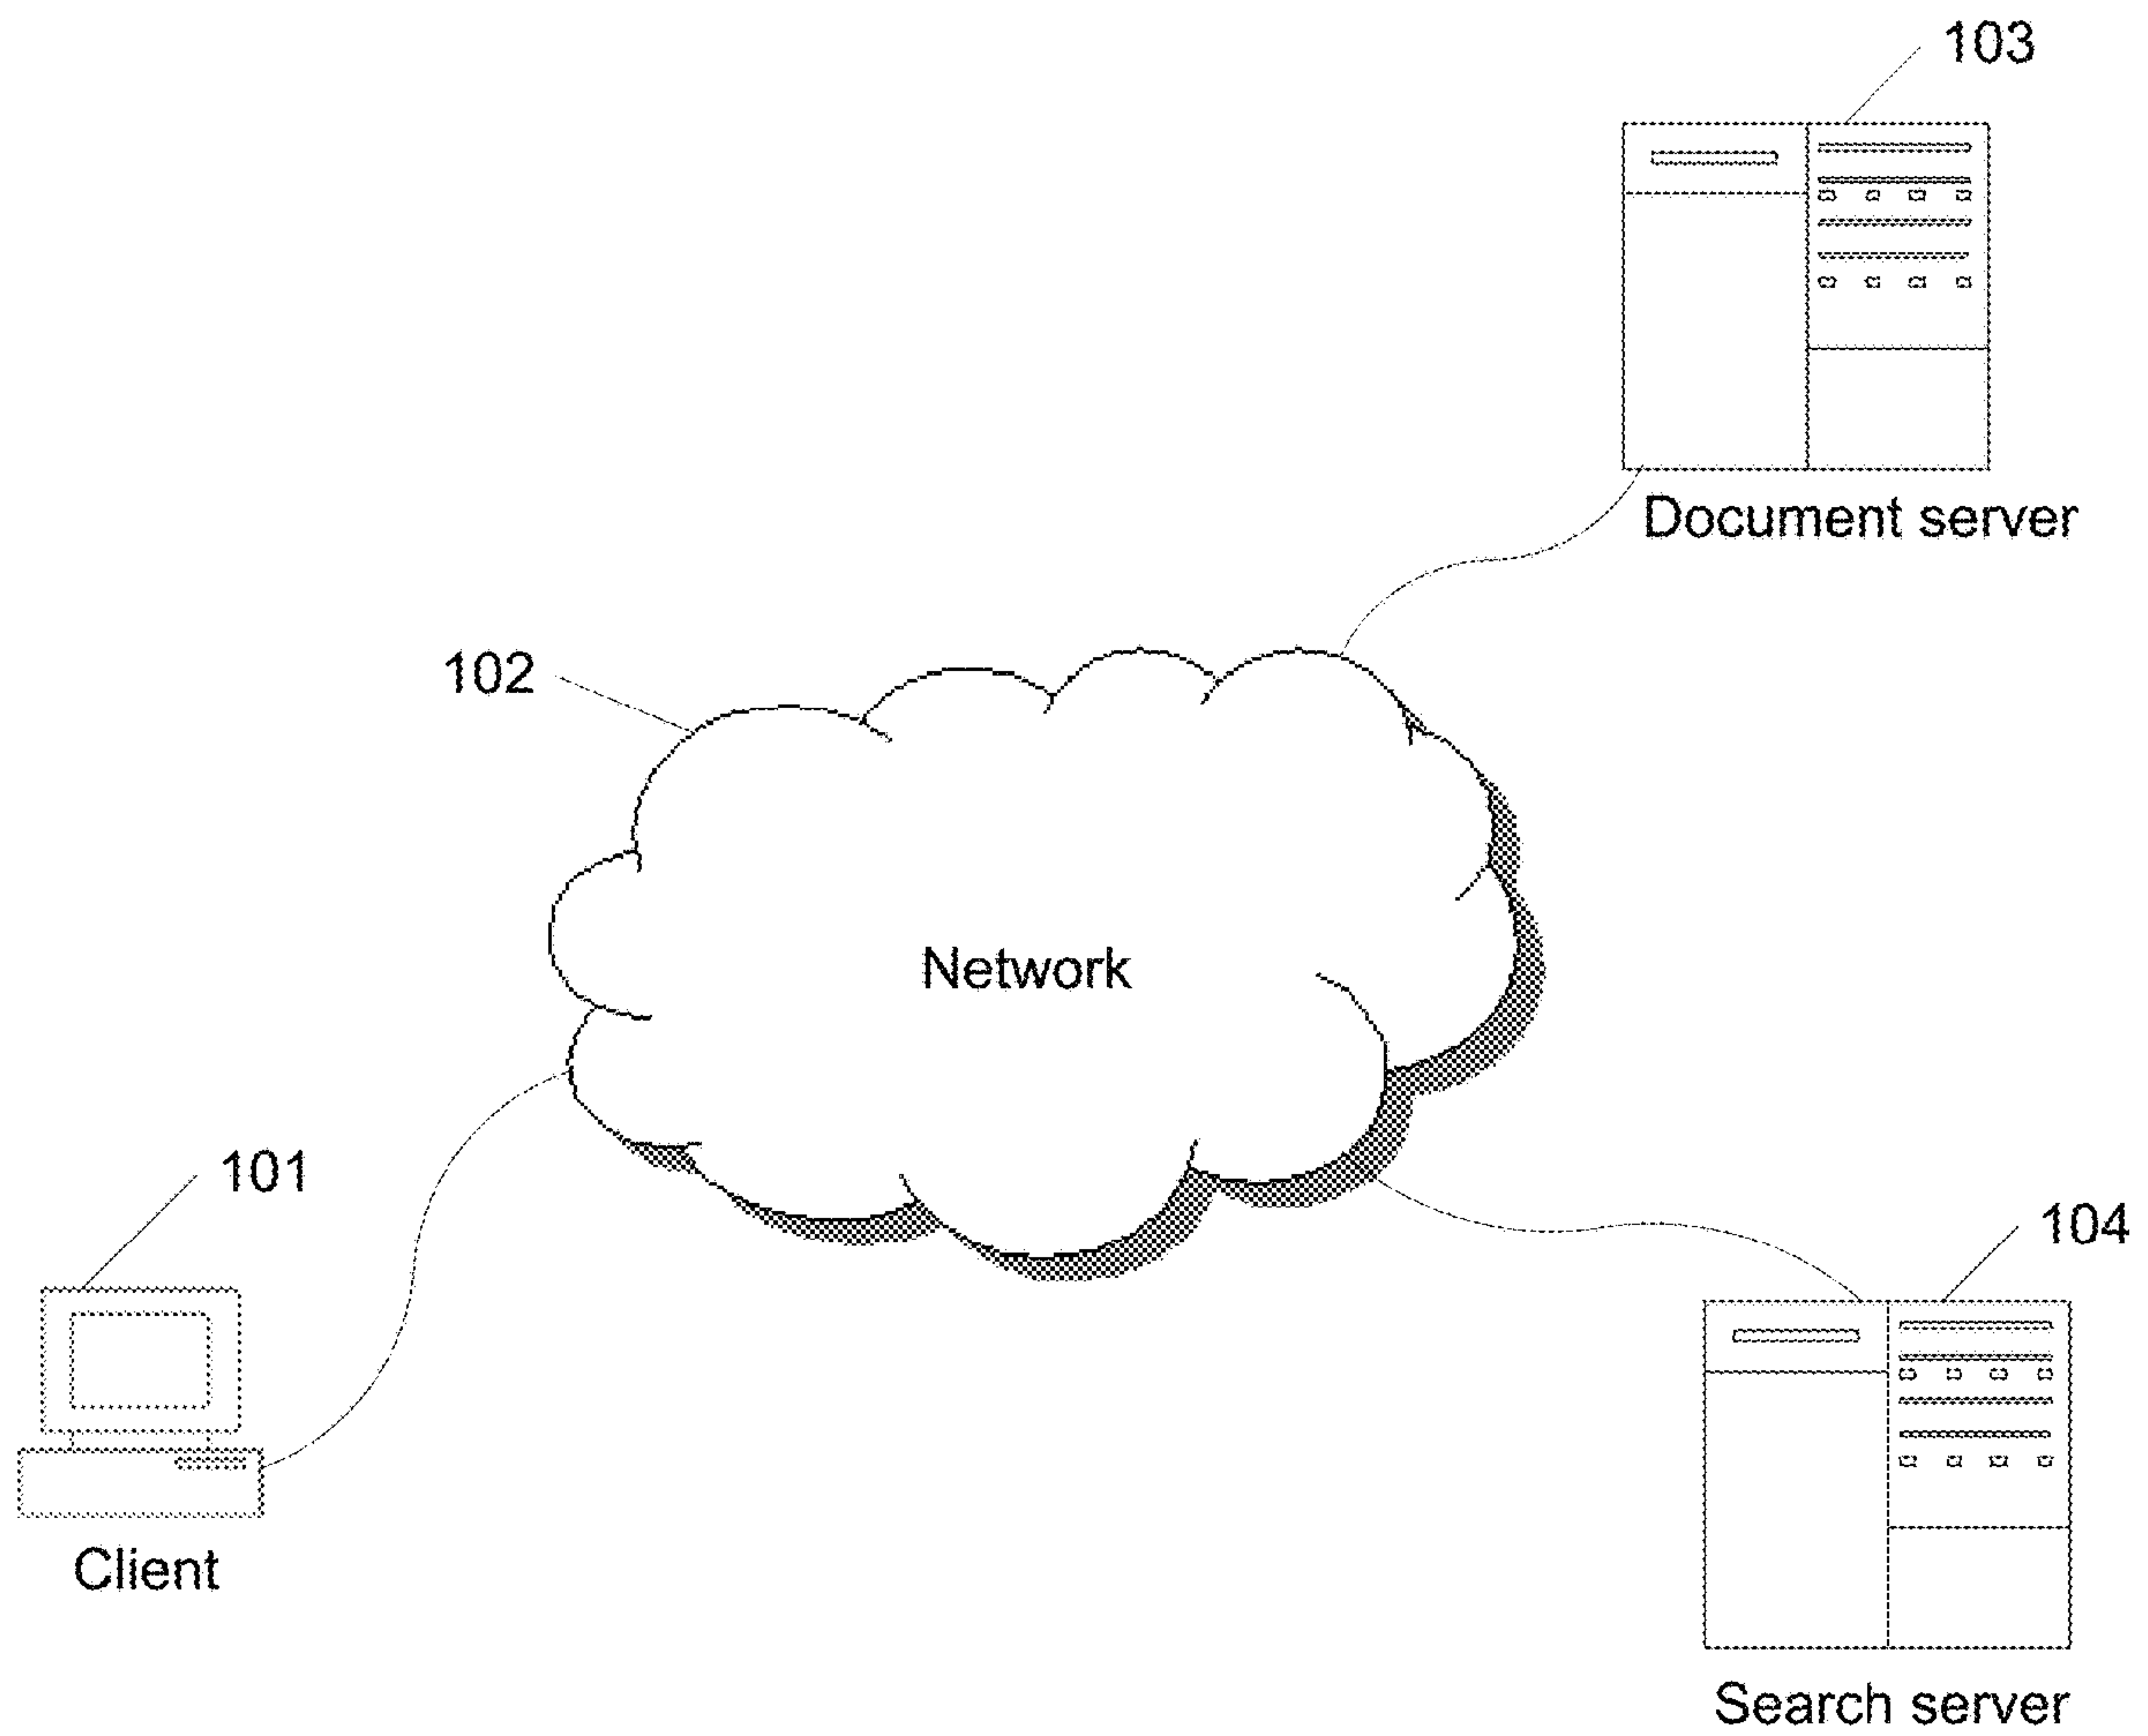 103
Document server
102
Network
101
104
Client
Search server